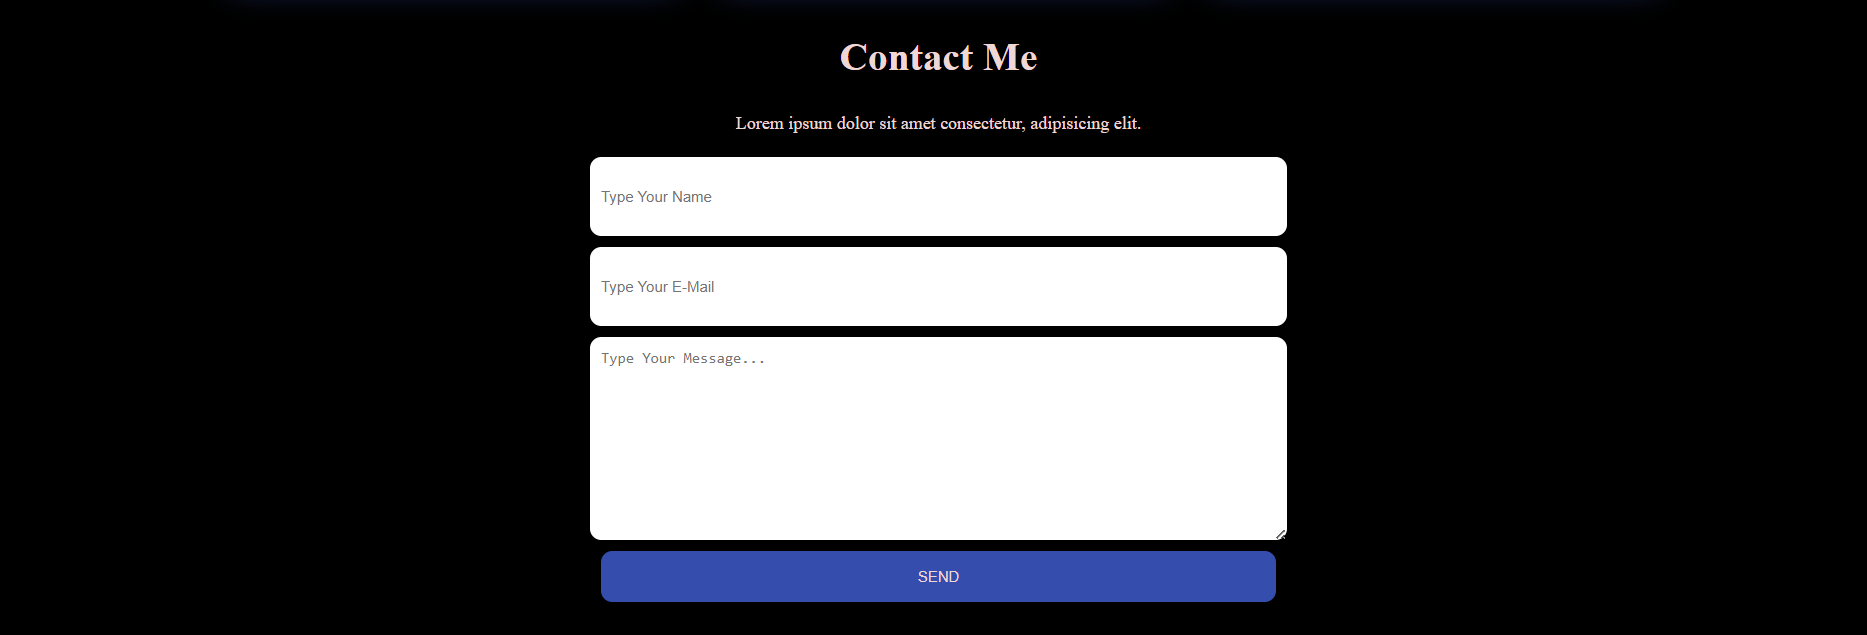 Contact Me
Lorem ipsum dolor sit amet consectetur, adipisicing elit.
Type Your Name
Type Your E-Mail
Type Your Message...
SEND